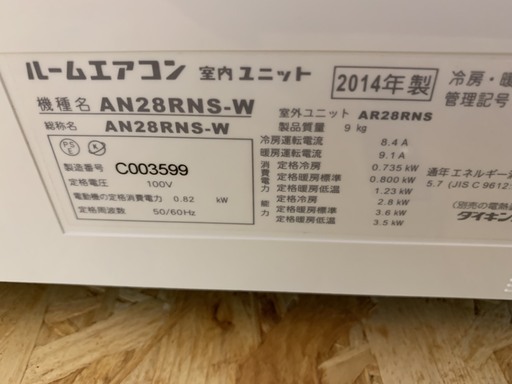 ルームエアコン 室内ユニット 2014年製 冷房・暖
機種名 AN28RNS-W 室外ユニット AR28RNS 管理記号
総称名 AN28RNS-W 製品質量 9 kg
PS E K
冷房運転電流 8.4 A
暖房運転電流 9.1 A
消費電力 定格冷房 0.735 kW
定格暖房標準 0.800 kW
定格暖房低温 1.23 kW
能力 定格冷房 2.8 kW
定格暖房標準 3.6 kW
定格暖房低温 3.5 kW
製造番号 C003599
定格電圧 100V
電動機の定格消費電力 0.82 kW
定格周波数 50/60Hz
通年エネルギー
5.7 (JIS C 9612:
(別売の電熱
ダイキン